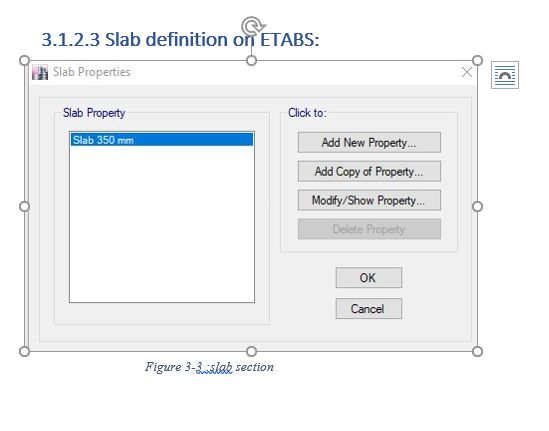 3.1.2.3 Slab definition on ETABS:
Slab Properties
Slab Property
Slab 350 mm
Click to:
Add New Property...
Add Copy of Property...
Modify/Show Property...
Delete Property
OK
Cancel
Figure 3-3 :slab section